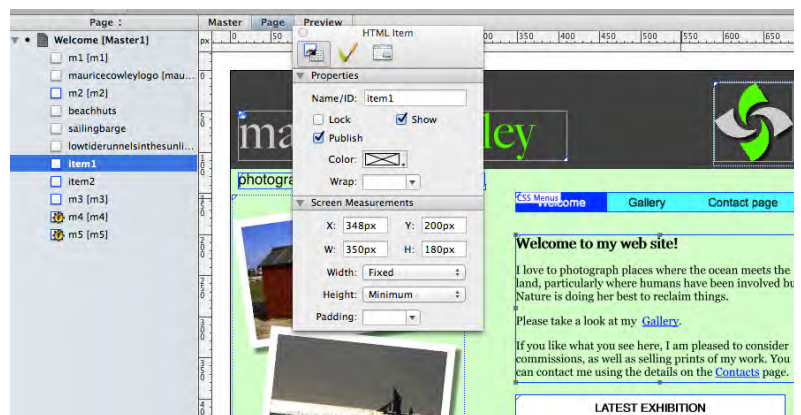 Page :
Master Page Preview
HTML Item
Welcome [Master1]
m1 [m1]
mauricecowleylogo [mau...
m2 [m2]
beachhuts
sailingbarge
lowtiderunnelsinthesunli...
item1
item2
m3 [m3]
m4 [m4]
m5 [m5]
px 0 50 00 350 400 450 500 550 600 650
Properties
Name/ID: item1
Lock Show
Publish
Color:
Wrap:
Screen Measurements
X: 348px Y: 200px
W: 350px H: 180px
Width: Fixed
Height: Minimum
Padding:
ma ley
photogra
CSS Menus
Welcome Gallery Contact page
Welcome to my web site!
I love to photograph places where the ocean meets the
land, particularly where humans have been involved bu
Nature is doing her best to reclaim things.
Please take a look at my Gallery.
If you like what you see here, I am pleased to consider
commissions, as well as selling prints of my work. You
can contact me using the details on the Contacts page.
LATEST EXHIBITION